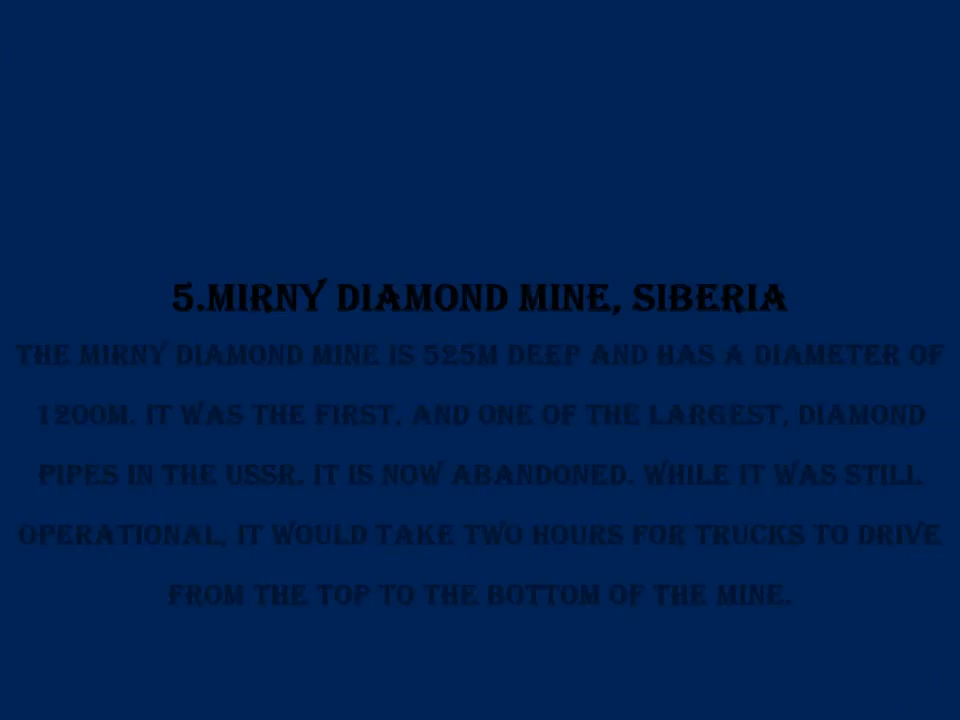 5.MIRNY DIAMOND MINE, SIBERIA
THE MIRNY DIAMOND MINE IS 525M DEEP AND HAS A DIAMETER OF
1200M. IT WAS THE FIRST, AND ONE OF THE LARGEST, DIAMOND
PIPES IN THE USSR. IT IS NOW ABANDONED. WHILE IT WAS STILL
OPERATIONAL, IT WOULD TAKE TWO HOURS FOR TRUCKS TO DRIVE
FROM THE TOP TO THE BOTTOM OF THE MINE.